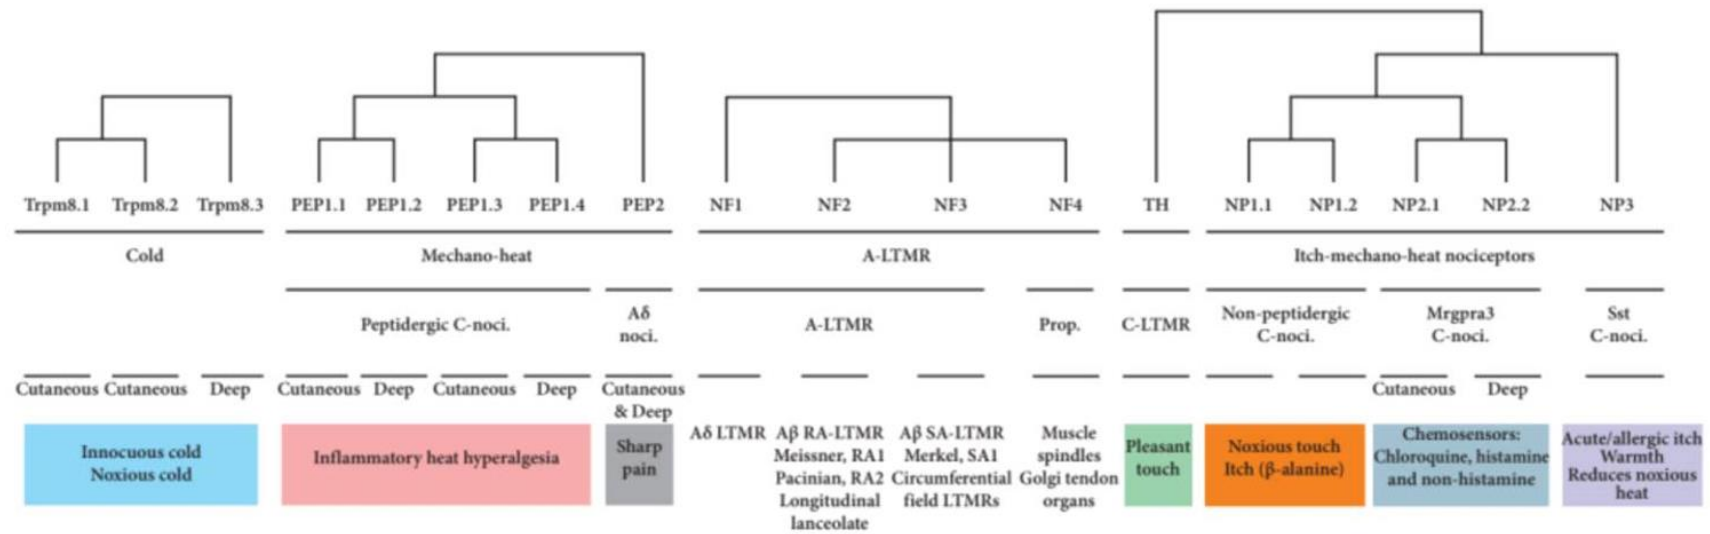 Trpm8.1 Trpm8.2 Trpm8.3 PEP1.1 PEP1.2 PEP1.3 PEP1.4 PEP2 NF1 NF2 NF3 NF4 TH NP1.1 NP1.2 NP2.1 NP2.2 NP3
Cold Mechano-heat A-LTMR Itch-mechano-heat nociceptors
Peptidergic C-noci.
Aδ
noci.
A-LTMR
Prop.
C-LTMR
Non-peptidergic
C-noci.
Mrgpra3
C-noci.
Sst
C-noci.
Cutaneous Cutaneous Deep Cutaneous Deep Cutaneous Deep Cutaneous
& Deep
Cutaneous Deep
Innocuous cold
Noxious cold
Inflammatory heat hyperalgesia
Sharp
pain
Aδ LTMR
Aβ RA-LTMR
Meissner, RA1
Pacinian, RA2
Longitudinal
lanceolate
Aβ SA-LTMR
Merkel, SA1
Circumferential
field LTMRs
Muscle
spindles
Golgi tendon
organs
Pleasant
touch
Noxious touch
Itch (β-alanine)
Chemosensors:
Chloroquine, histamine
and non-histamine
Acute/allergic itch
Warmth
Reduces noxious
heat